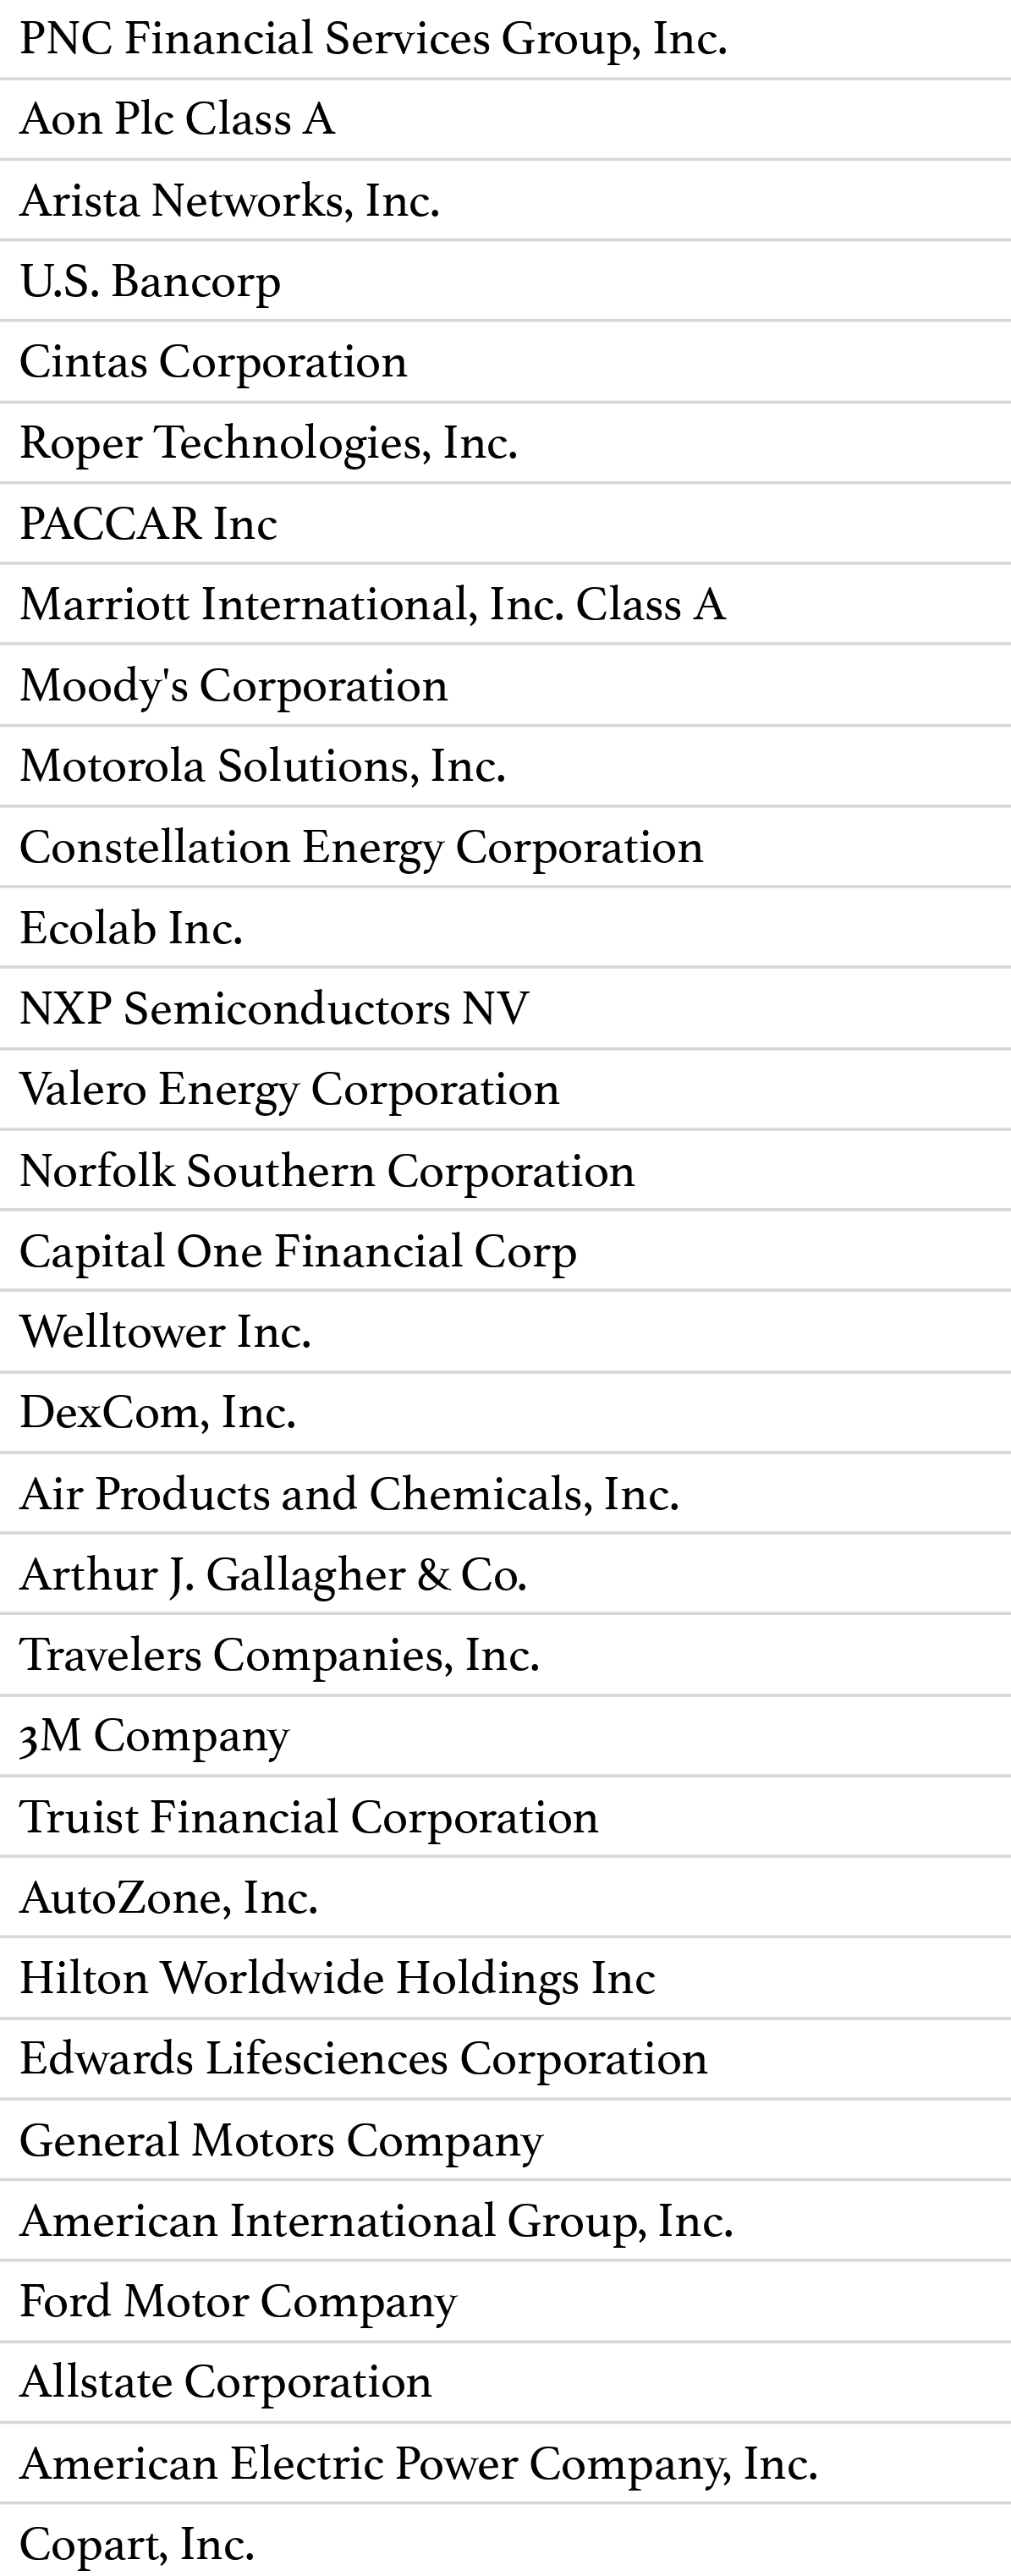 PNC Financial Services Group, Inc.
Aon Plc Class A
Arista Networks, Inc.
U.S. Bancorp
Cintas Corporation
Roper Technologies, Inc.
PACCAR Inc
Marriott International, Inc. Class A
Moody's Corporation
Motorola Solutions, Inc.
Constellation Energy Corporation
Ecolab Inc.
NXP Semiconductors NV
Valero Energy Corporation
Norfolk Southern Corporation
Capital One Financial Corp
Welltower Inc.
DexCom, Inc.
Air Products and Chemicals, Inc.
Arthur J. Gallagher & Co.
Travelers Companies, Inc.
3M Company
Truist Financial Corporation
AutoZone, Inc.
Hilton Worldwide Holdings Inc
Edwards Lifesciences Corporation
General Motors Company
American International Group, Inc.
Ford Motor Company
Allstate Corporation
American Electric Power Company, Inc.
Copart, Inc.